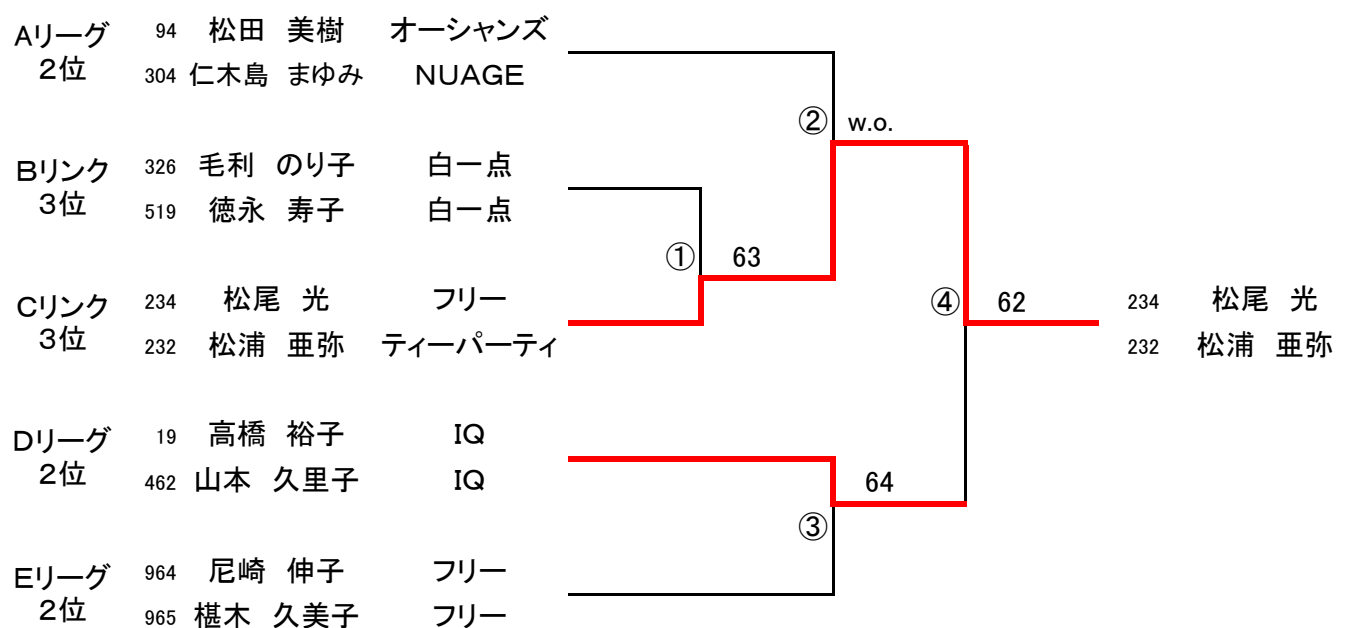 Aリーグ 94 松田 美樹 オーシャンズ
2位 304 仁木島 まゆみ NUAGE
② w.o.
Bリンク 326 毛利 のり子 白一点
3位 519 徳永 寿子 白一点
① 63
Cリンク 234 松尾 光 フリー ④ 62 234 松尾 光
3位 232 松浦 亜弥 ティーパーティ 232 松浦 亜弥
Dリーグ 19 高橋 裕子 IQ
2位 462 山本 久里子 IQ 64
③
Eリーグ 964 尼崎 伸子 フリー
2位 965 椹木 久美子 フリー